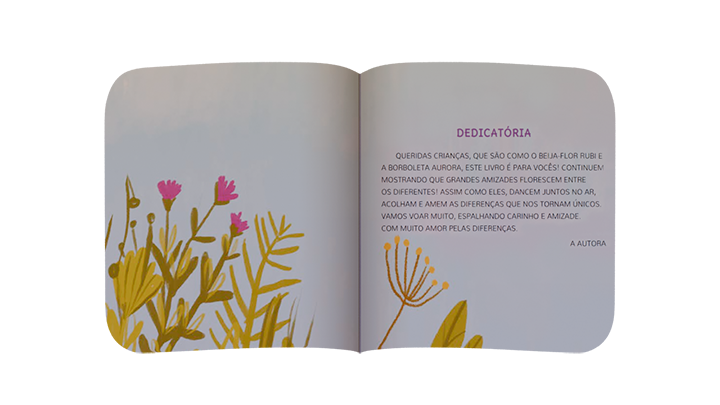 DEDICATÓRIA
QUERIDAS CRIANÇAS, QUE SÃO COMO O BEIJA-FLOR RUBI E
A BORBOLETA AURORA, ESTE LIVRO É PARA VOCÊS! CONTINUEM
MOSTRANDO QUE GRANDES AMIZADES FLORESCEM ENTRE
OS DIFERENTES! ASSIM COMO ELES, DANCEM JUNTOS NO AR,
ACOLHAM E AMEM AS DIFERENÇAS QUE NOS TORNAM ÚNICOS.
VAMOS VOAR MUITO, ESPALHANDO CARINHO E AMIZADE.
COM MUITO AMOR PELAS DIFERENÇAS.
A AUTORA